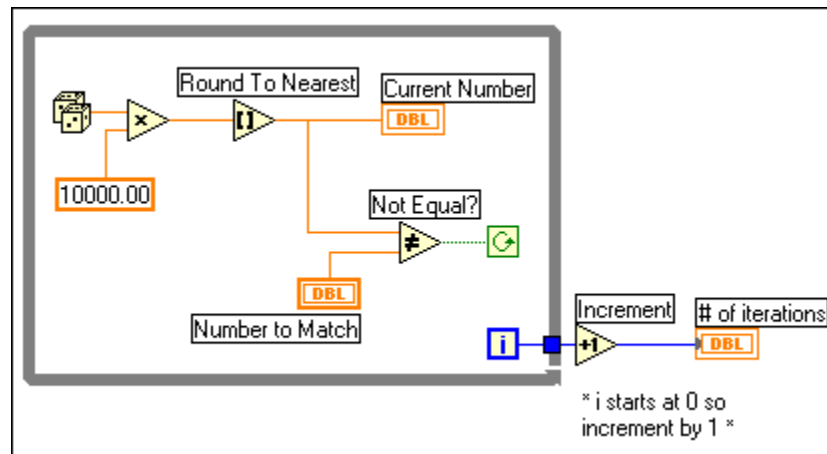 Round To Nearest
Current Number
×
[]
DBL
10000.00
Not Equal?
≠
DBL
Number to Match
i
Increment
+1
# of iterations
DBL
* i starts at 0 so
increment by 1 *